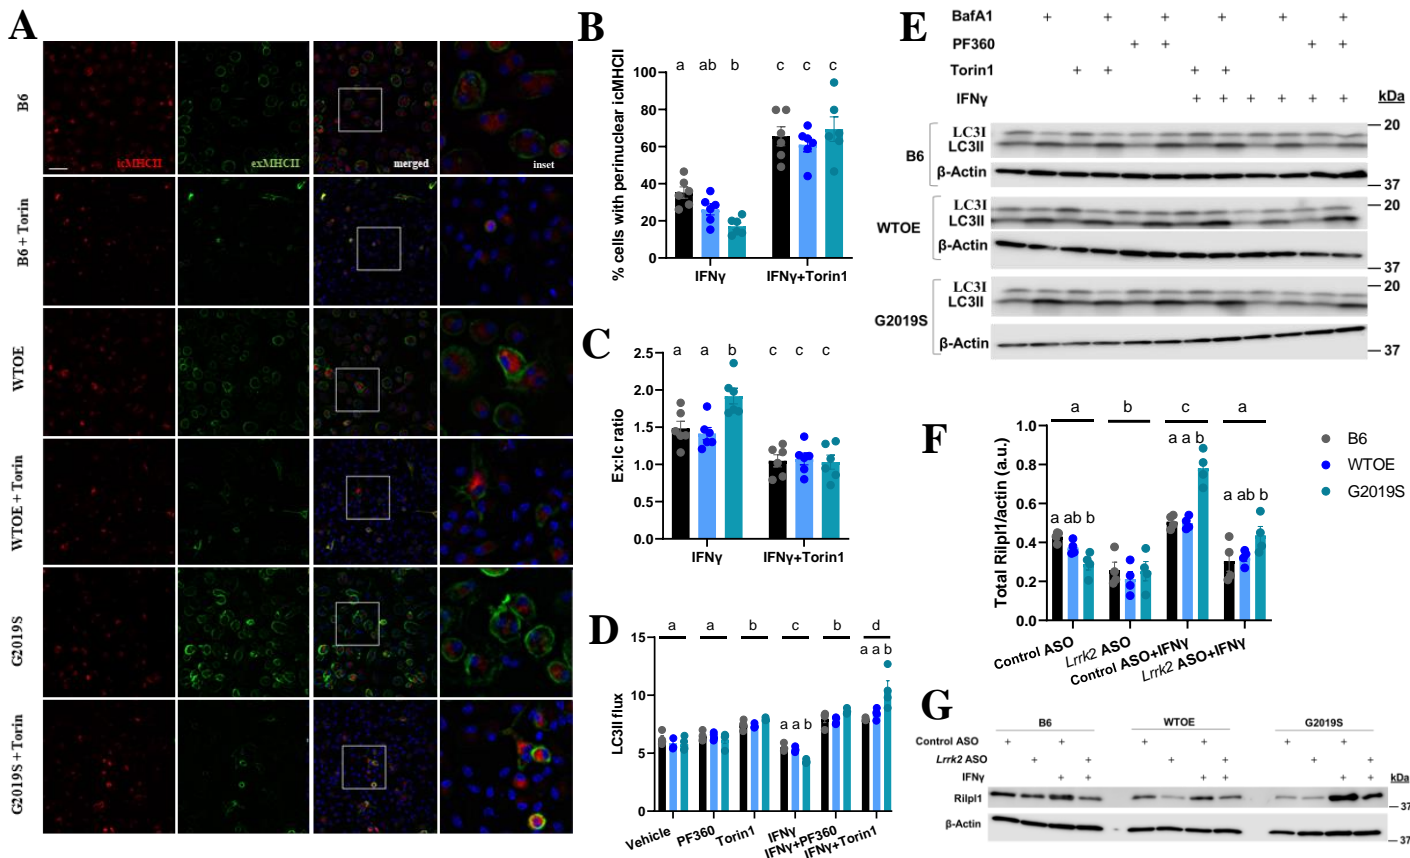 A
B6
icMHCII
exMHCII
merged
inset
B6 + Torin
WTOE
WTOE + Torin
G2019S
G2019S + Torin
B
% cells with perinuclear icMHCII
100
80
60
40
20
0
a ab b c c c
IFNγ IFNγ+Torin1
C
Ex:Ic ratio
2.5
2.0
1.5
1.0
0.5
0.0
a a b c c c
IFNγ IFNγ+Torin1
D
LC3II flux
15
10
5
0
a a b c b d
a a b a a b
Vehicle PF360 Torin1 IFNγ IFNγ+PF360 IFNγ+Torin1
E
BafA1 + + + + + +
PF360 + + + +
Torin1 + + + +
IFNγ + + + + + +
kDa
B6
LC3I
LC3II
β-Actin
20
37
WTOE
LC3I
LC3II
β-Actin
20
37
G2019S
LC3I
LC3II
β-Actin
20
37
F
Total Rilpl1/actin (a.u.)
1.0
0.8
0.6
0.4
0.2
0.0
a b c a
a ab b a a b a ab b
Control ASO Lrrk2 ASO Control ASO+IFNγ Lrrk2 ASO+IFNγ
B6
WTOE
G2019S
G
B6 WTOE G2019S
Control ASO + + + + + +
Lrrk2 ASO + + + + + +
IFNγ + + + + + +
kDa
Rilpl1
37
β-Actin
37